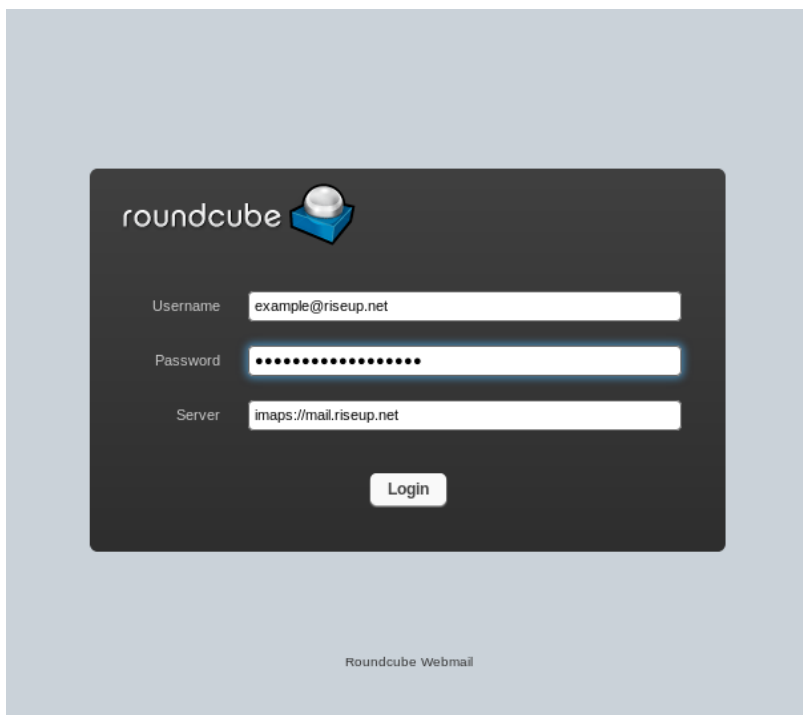 roundcube
Username example@riseup.net
Password ••••••••••••••••••
Server imaps://mail.riseup.net
Login
Roundcube Webmail